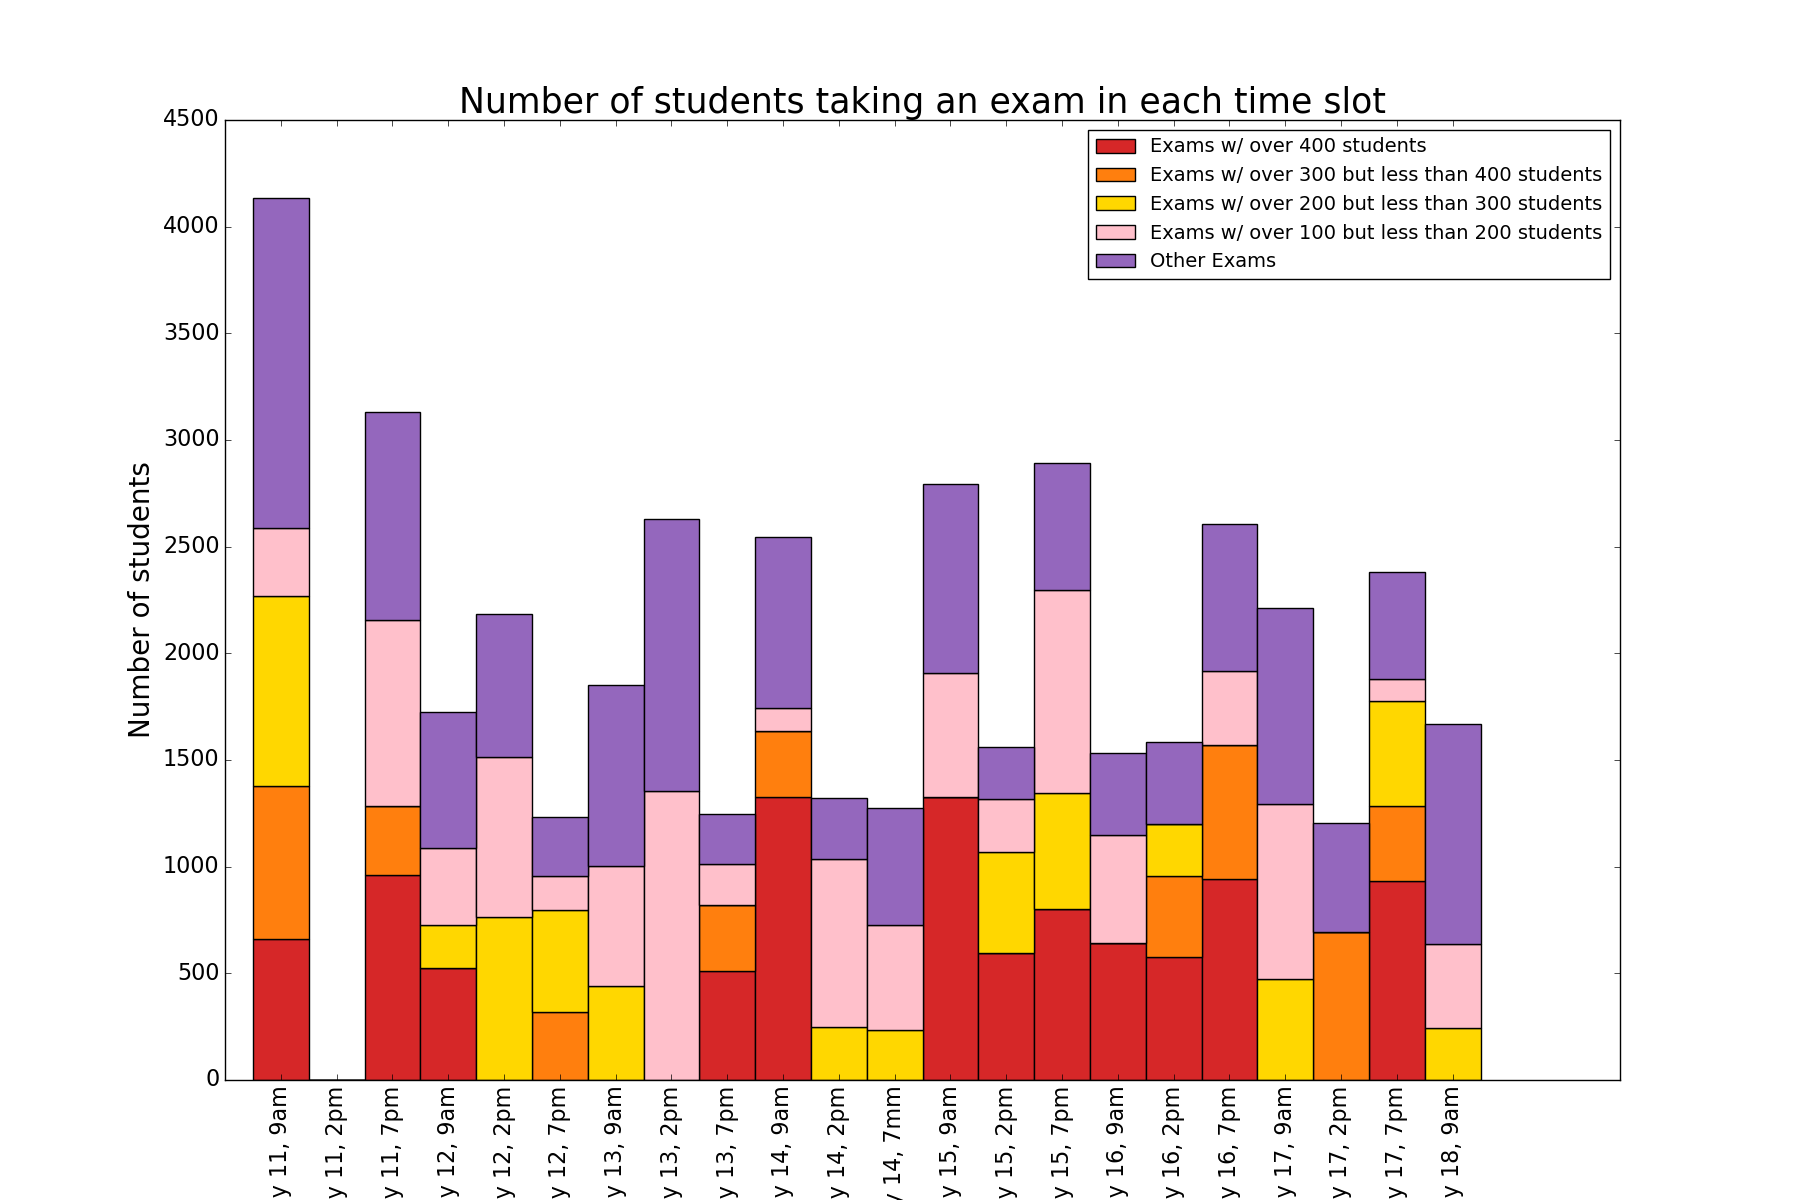 Number of students taking an exam in each time slot
Exams w/ over 400 students
Exams w/ over 300 but less than 400 students
Exams w/ over 200 but less than 300 students
Exams w/ over 100 but less than 200 students
Other Exams
Number of students
4500
4000
3500
3000
2500
2000
1500
1000
500
0
y 11, 9am
y 11, 2pm
y 11, 7pm
y 12, 9am
y 12, 2pm
y 12, 7pm
y 13, 9am
y 13, 2pm
y 13, 7pm
y 14, 9am
y 14, 2pm
y 14, 7mm
y 15, 9am
y 15, 2pm
y 15, 7pm
y 16, 9am
y 16, 2pm
y 16, 7pm
y 17, 9am
y 17, 2pm
y 17, 7pm
y 18, 9am